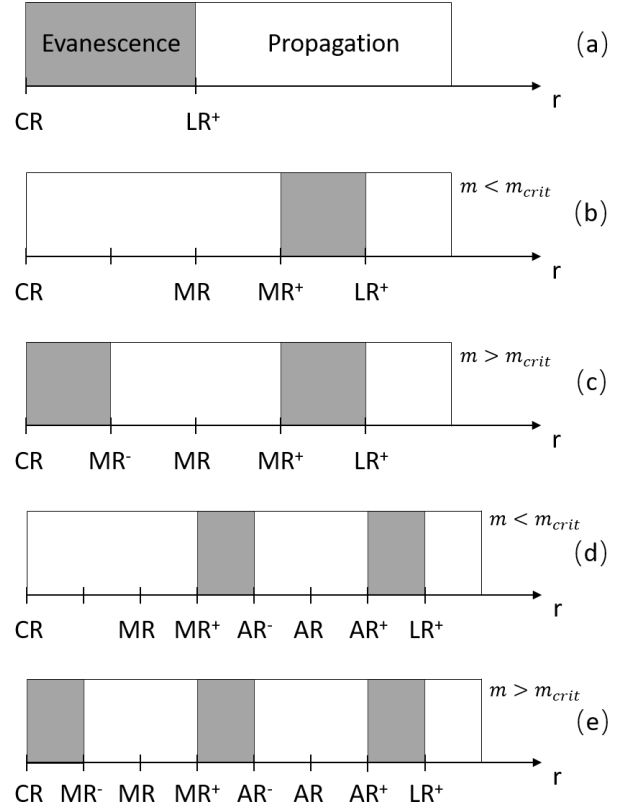 Evanescence Propagation (a)
r
CR LR⁺
m < m_crit (b)
r
CR MR MR⁺ LR⁺
m > m_crit (c)
r
CR MR⁻ MR MR⁺ LR⁺
m < m_crit (d)
r
CR MR MR⁺ AR⁻ AR AR⁺ LR⁺
m > m_crit (e)
r
CR MR⁻ MR MR⁺ AR⁻ AR AR⁺ LR⁺